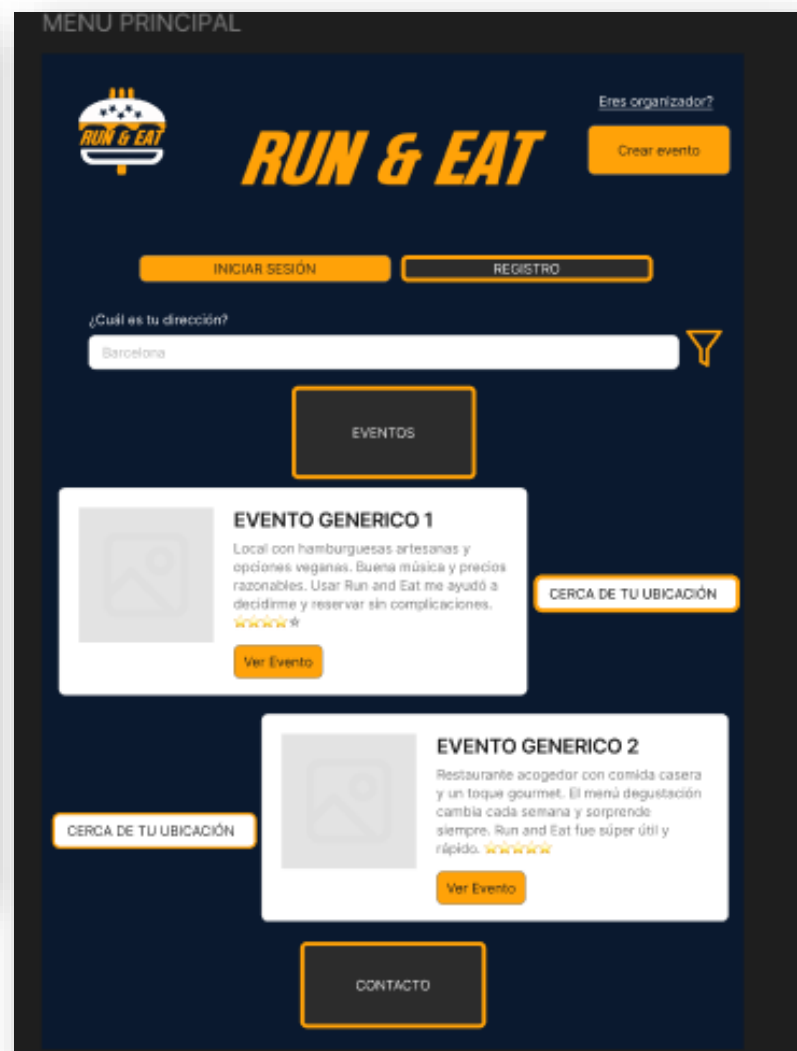 MENU PRINCIPAL
RUN & EAT
RUN & EAT
Eres organizador?
Crear evento
INICIAR SESIÓN
REGISTRO
¿Cuál es tu dirección?
Barcelona
EVENTOS
EVENTO GENERICO 1
Local con hamburguesas artesanas y
opciones veganas. Buena música y precios
razonables. Usar Run and Eat me ayudó a
decidirme y reservar sin complicaciones.
⭐⭐⭐⭐☆
Ver Evento
CERCA DE TU UBICACIÓN
EVENTO GENERICO 2
Restaurante acogedor con comida casera
y un toque gourmet. El menú degustación
cambia cada semana y sorprende
siempre. Run and Eat fue súper útil y
rápido. ⭐⭐⭐⭐⭐
Ver Evento
CERCA DE TU UBICACIÓN
CONTACTO